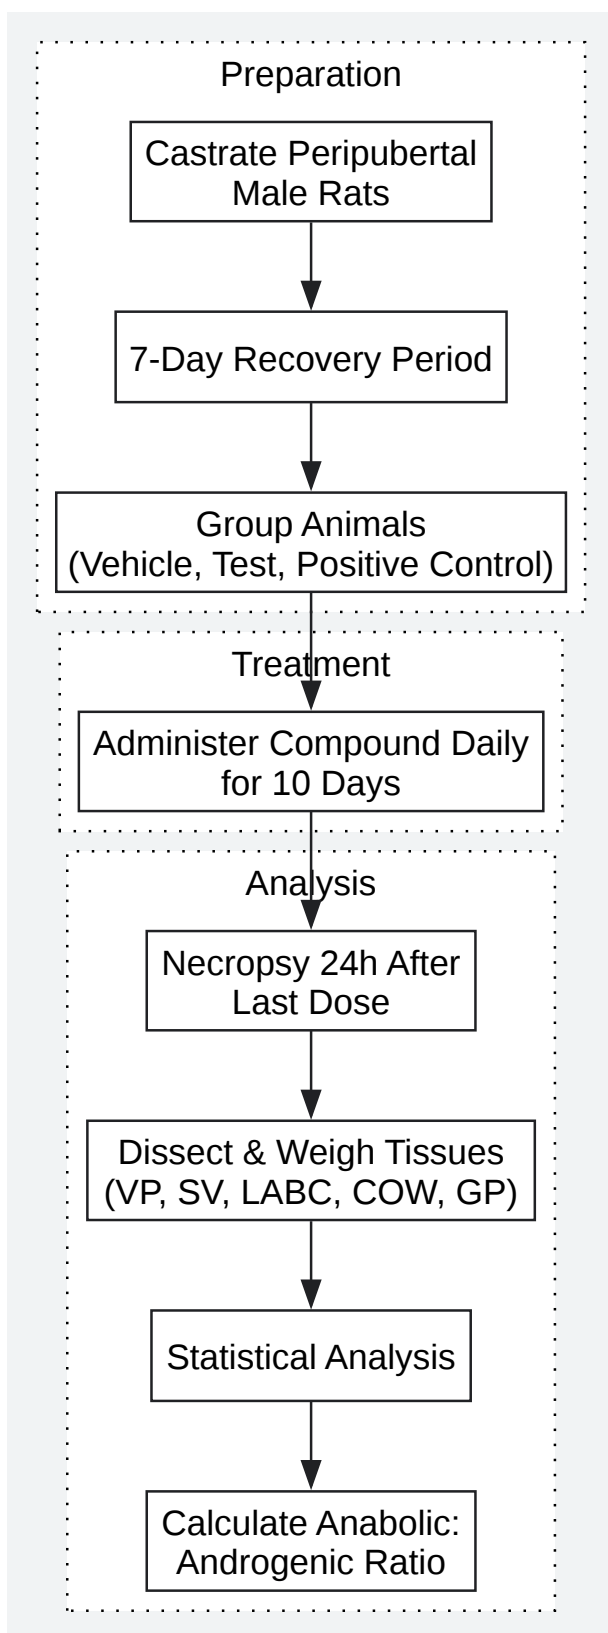 Preparation
Castrate Peripubertal
Male Rats
7-Day Recovery Period
Group Animals
(Vehicle, Test, Positive Control)
Treatment
Administer Compound Daily
for 10 Days
Analysis
Necropsy 24h After
Last Dose
Dissect & Weigh Tissues
(VP, SV, LABC, COW, GP)
Statistical Analysis
Calculate Anabolic:
Androgenic Ratio